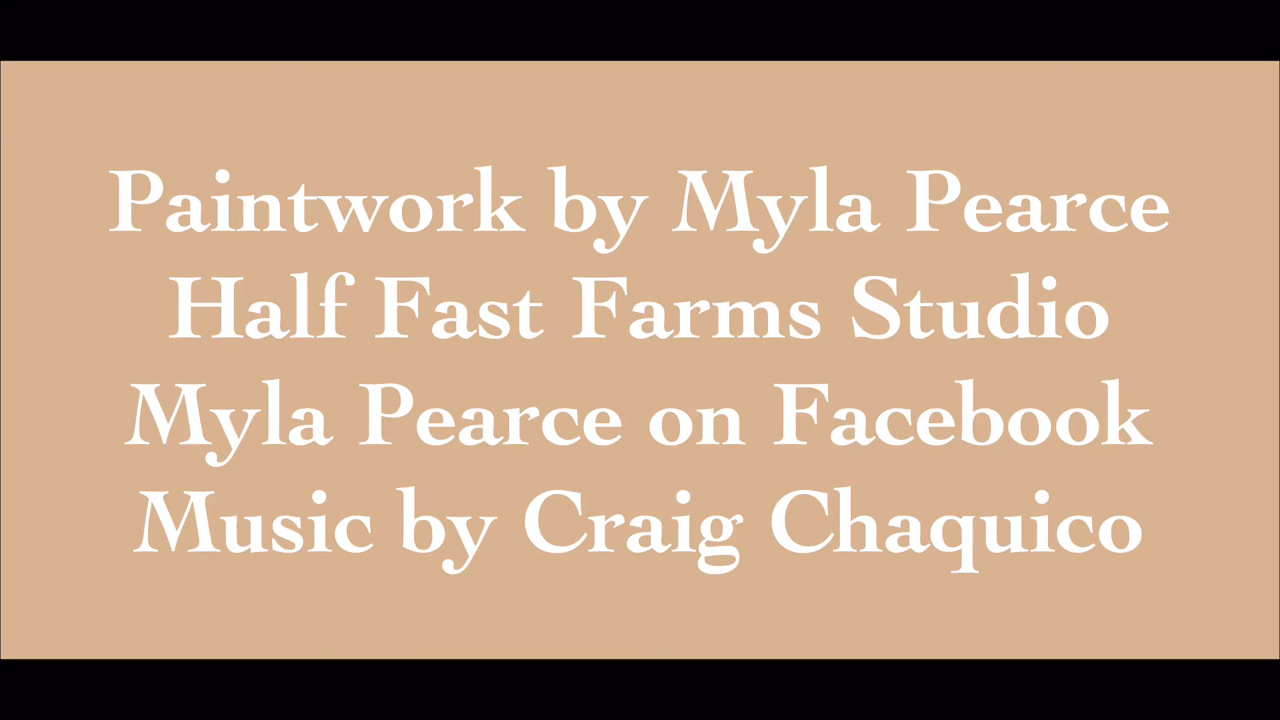 Paintwork by Myla Pearce
Half Fast Farms Studio
Myla Pearce on Facebook
Music by Craig Chaquico